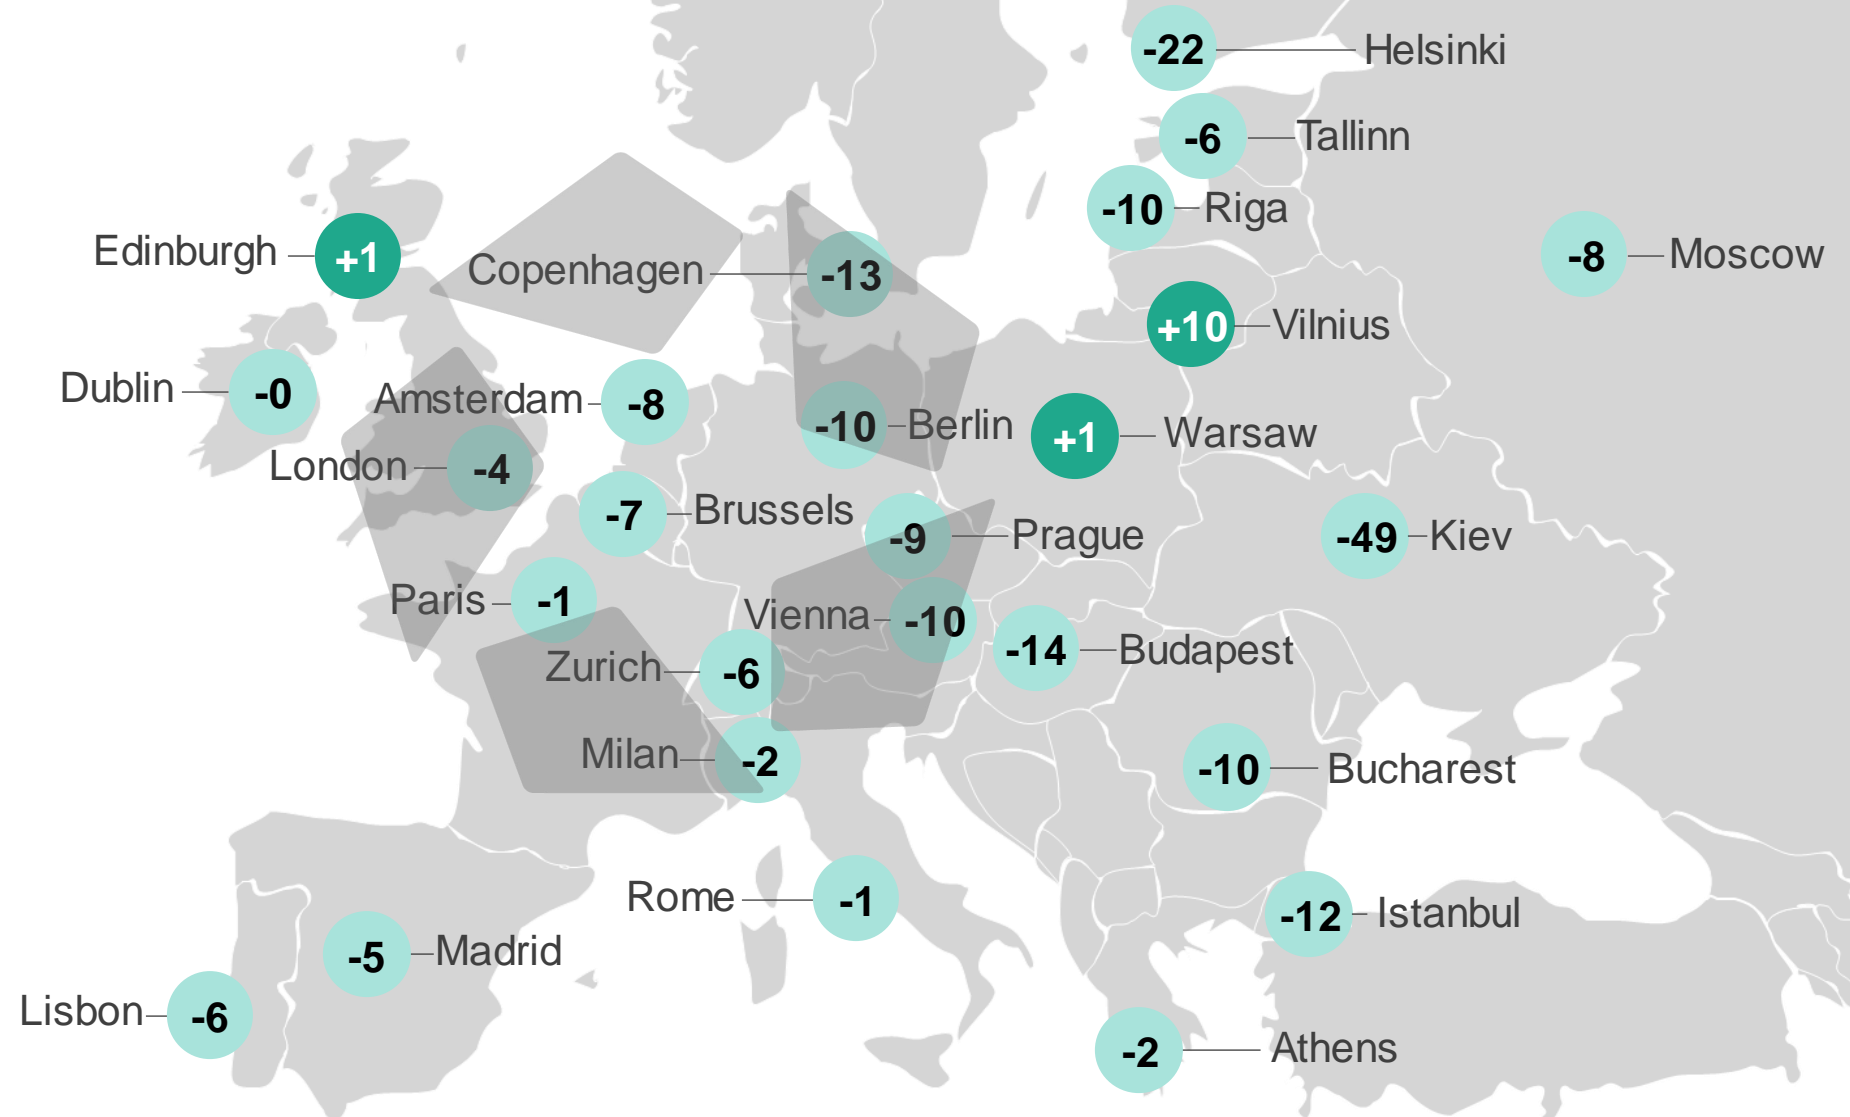 -22 Helsinki
-6 Tallinn
-10 Riga
Edinburgh +1
Copenhagen -13
-8 Moscow
+10 Vilnius
Dublin -0
Amsterdam -8
-10 Berlin
+1 Warsaw
London -4
-7 Brussels
-9 Prague
-49 Kiev
Paris -1
Vienna -10
-14 Budapest
Zurich -6
Milan -2
-10 Bucharest
Rome -1
-12 Istanbul
-5 Madrid
Lisbon -6
-2 Athens